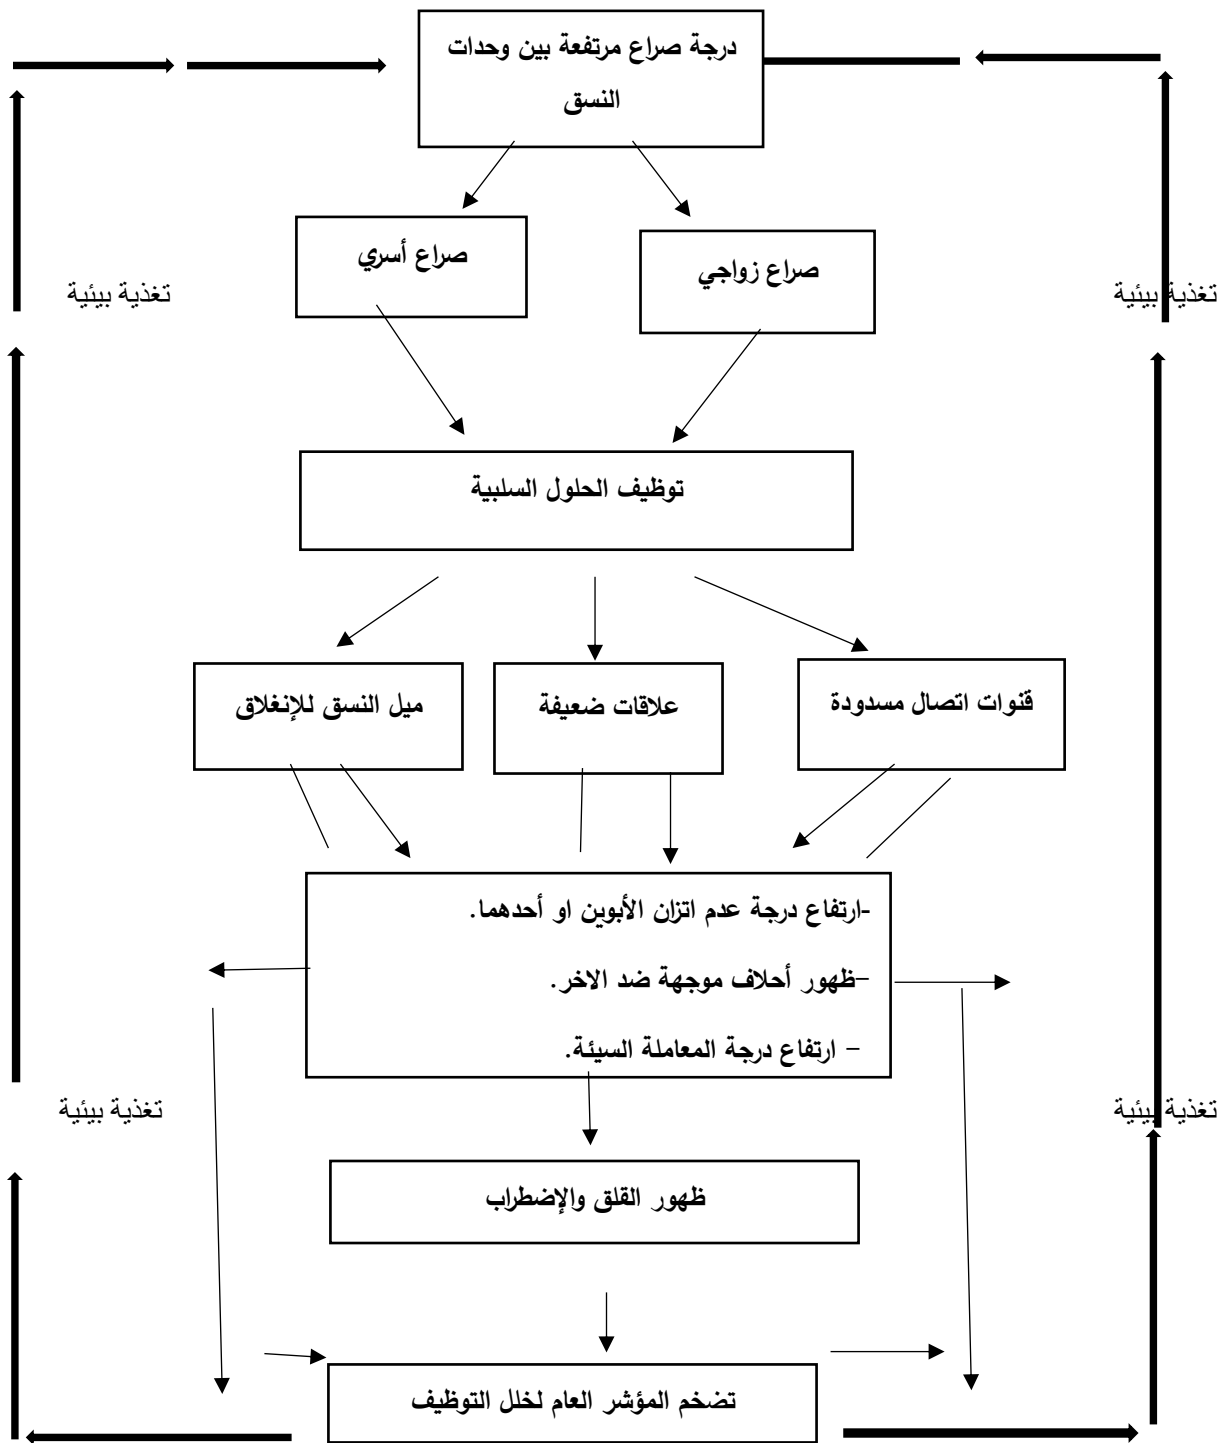 درجة صراع مرتفعة بين وحدات
النسق
صراع زواجي
صراع أسري
تغذية بيئية
تغذية بيئية
توظيف الحلول السلبية
قنوات اتصال مسدودة
علاقات ضعيفة
ميل النسق للإنغلاق
-ارتفاع درجة عدم اتزان الأبوين او أحدهما.
-ظهور أحلاف موجهة ضد الاخر.
- ارتفاع درجة المعاملة السيئة.
تغذية بيئية
تغذية بيئية
ظهور القلق والإضطراب
تضخم المؤشر العام لخلل التوظيف